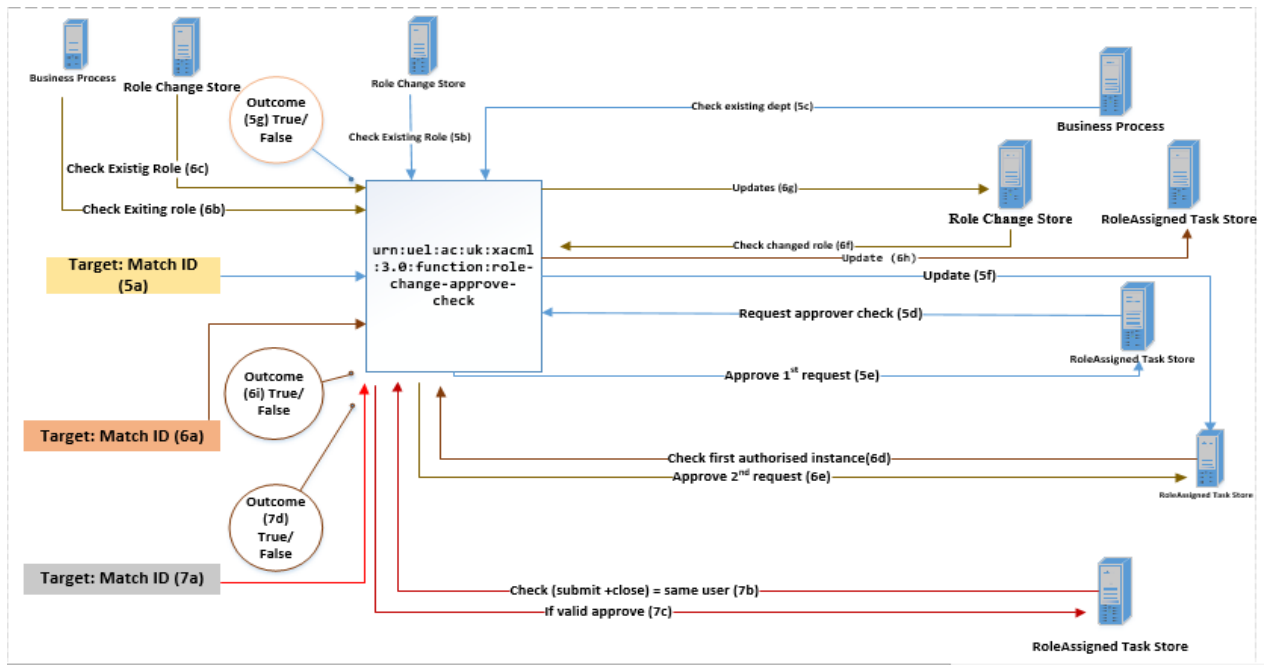 Business Process
Role Change Store
Role Change Store
Outcome
(5g) True/
False
Check existing dept (5c)
Business Process
Check Existing Role (5b)
Check Existig Role (6c)
Check Exiting role (6b)
Updates (6g)
Role Change Store
RoleAssigned Task Store
urn:uel:ac:uk:xacml
:3.0:function:role-
change-approve-
check
Check changed role (6f)
Update (6h)
Target: Match ID
(5a)
Update (5f)
Request approver check (5d)
RoleAssigned Task Store
Approve 1st request (5e)
Outcome
(6i) True/
False
Target: Match ID (6a)
Check first authorised instance(6d)
Approve 2nd request (6e)
RoleAssigned Task Store
Outcome
(7d)
True/
False
Target: Match ID (7a)
Check (submit +close) = same user (7b)
If valid approve (7c)
RoleAssigned Task Store